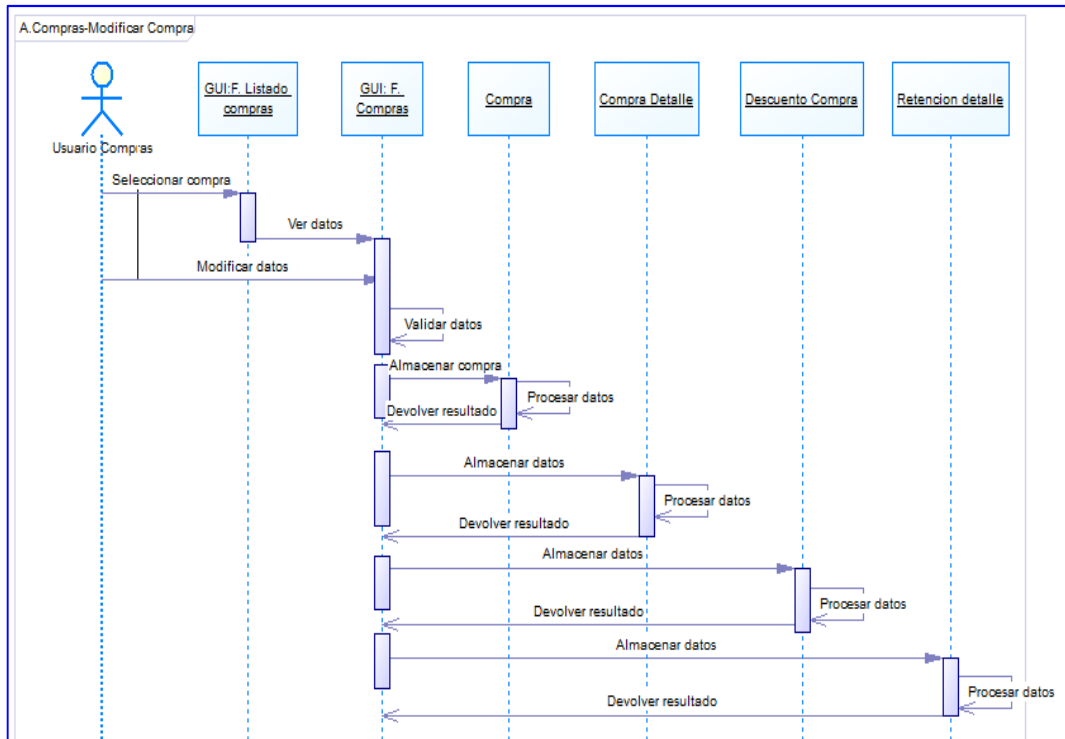 A.Compras-Modificar Compra
GUI:F. Listado
compras
GUI: F.
Compras
Compra
Compra Detalle
Descuento Compra
Retencion detalle
Usuario Compras
Seleccionar compra
Ver datos
Modificar datos
Validar datos
Almacenar compra
Procesar datos
Devolver resultado
Almacenar datos
Procesar datos
Devolver resultado
Almacenar datos
Procesar datos
Devolver resultado
Almacenar datos
Procesar datos
Devolver resultado